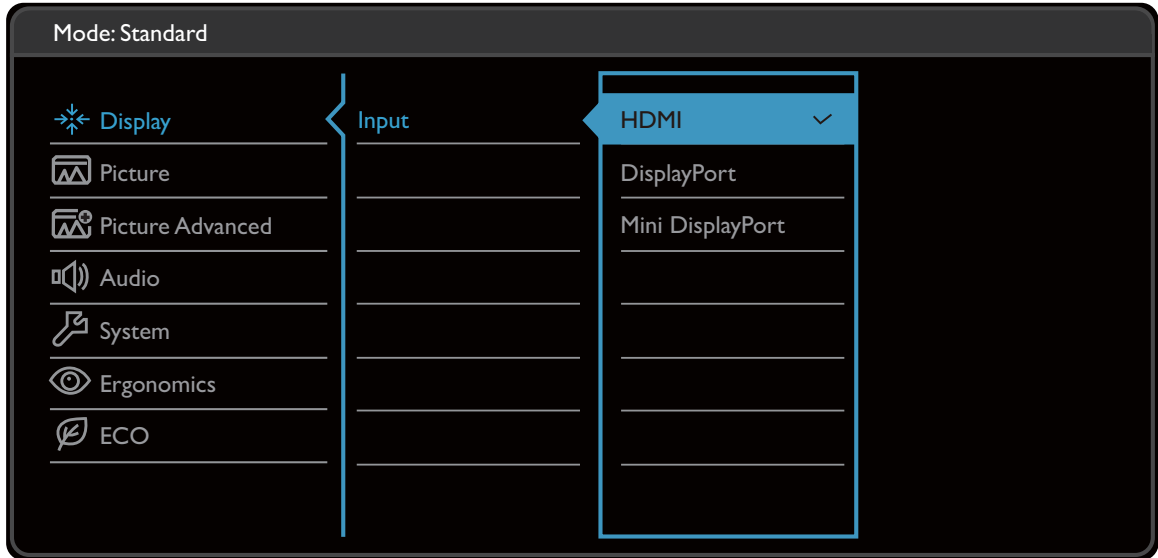 Mode: Standard
Display
Input
HDMI
Picture
DisplayPort
Picture Advanced
Mini DisplayPort
Audio
System
Ergonomics
ECO